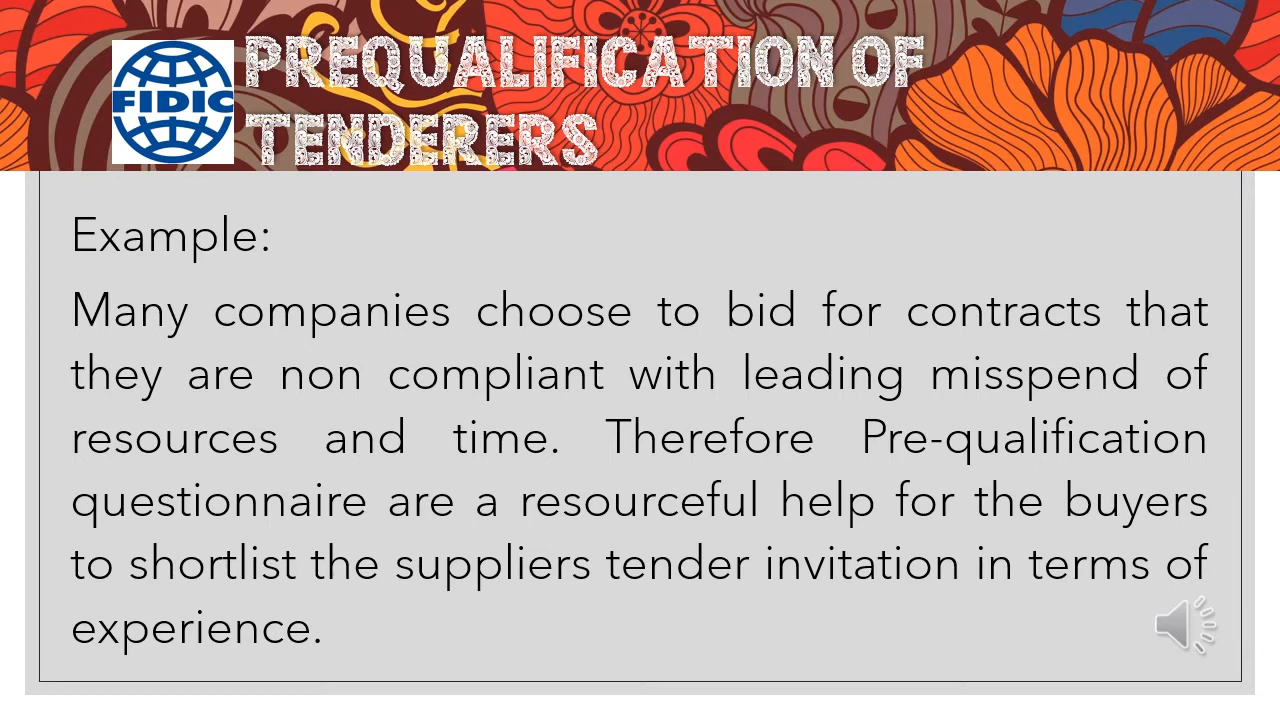 FIDIC
PREQUALIFICATION OF
TENDERERS
Example:
Many companies choose to bid for contracts that
they are non compliant with leading misspend of
resources and time. Therefore Pre-qualification
questionnaire are a resourceful help for the buyers
to shortlist the suppliers tender invitation in terms of
experience.